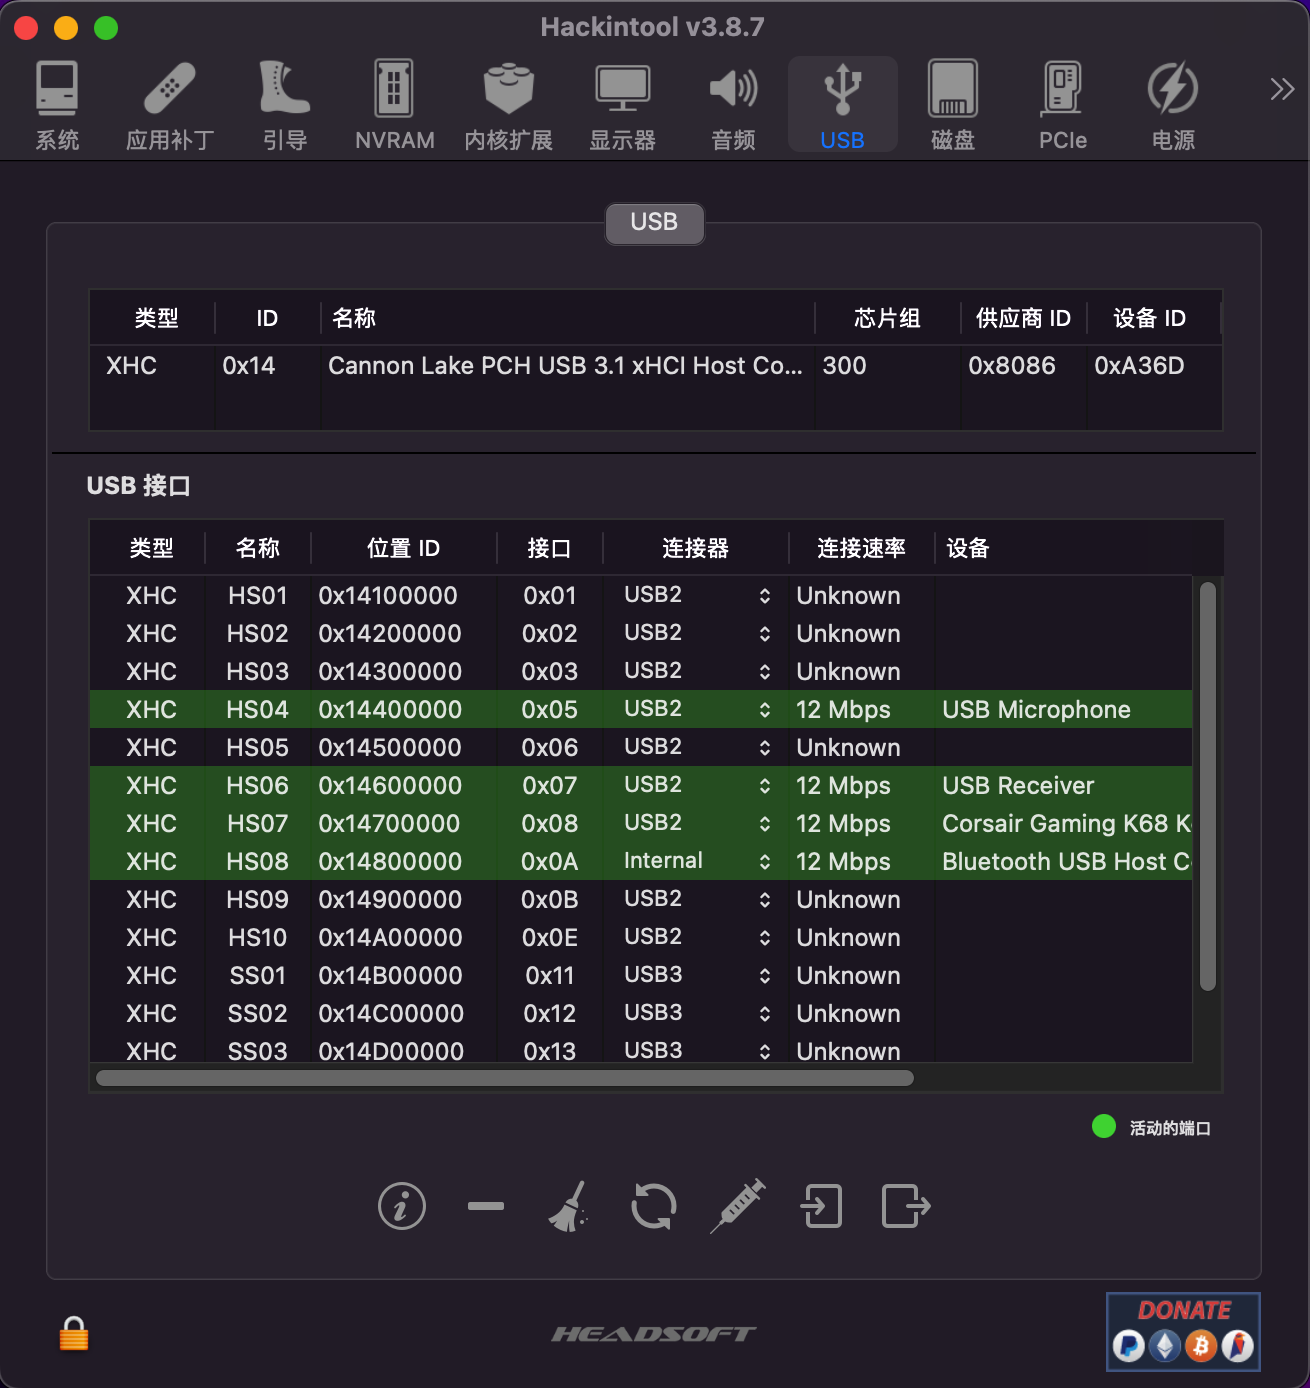 Hackintool v3.8.7
系统 应用补丁 引导 NVRAM 内核扩展 显示器 音频 USB 磁盘 PCIe 电源
USB
类型 ID 名称 芯片组 供应商 ID 设备 ID
XHC 0x14 Cannon Lake PCH USB 3.1 xHCI Host Co... 300 0x8086 0xA36D
USB 接口
类型 名称 位置 ID 接口 连接器 连接速率 设备
XHC HS01 0x14100000 0x01 USB2 Unknown
XHC HS02 0x14200000 0x02 USB2 Unknown
XHC HS03 0x14300000 0x03 USB2 Unknown
XHC HS04 0x14400000 0x05 USB2 12 Mbps USB Microphone
XHC HS05 0x14500000 0x06 USB2 Unknown
XHC HS06 0x14600000 0x07 USB2 12 Mbps USB Receiver
XHC HS07 0x14700000 0x08 USB2 12 Mbps Corsair Gaming K68 K
XHC HS08 0x14800000 0x0A Internal 12 Mbps Bluetooth USB Host C
XHC HS09 0x14900000 0x0B USB2 Unknown
XHC HS10 0x14A00000 0x0E USB2 Unknown
XHC SS01 0x14B00000 0x11 USB3 Unknown
XHC SS02 0x14C00000 0x12 USB3 Unknown
XHC SS03 0x14D00000 0x13 USB3 Unknown
活动的端口
HEADSOFT
DONATE